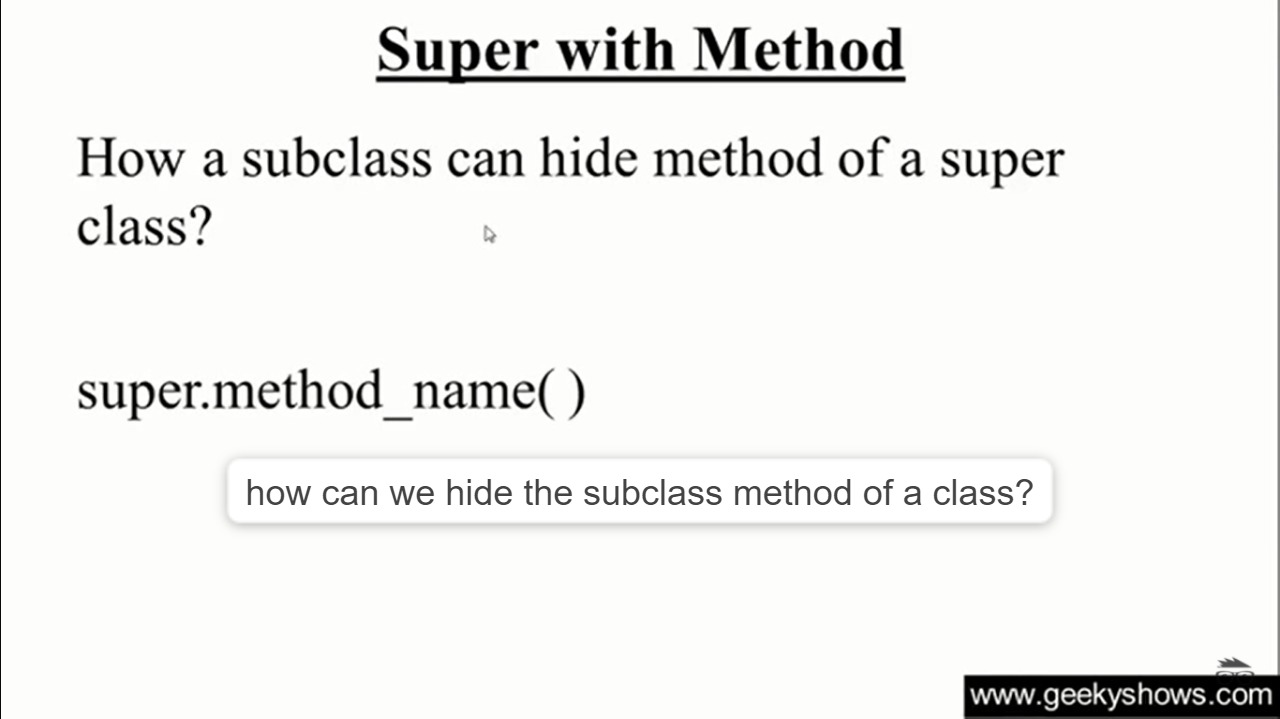 Super with Method
How a subclass can hide method of a super
class?
super.method_name( )
how can we hide the subclass method of a class?
www.geekyshows.com